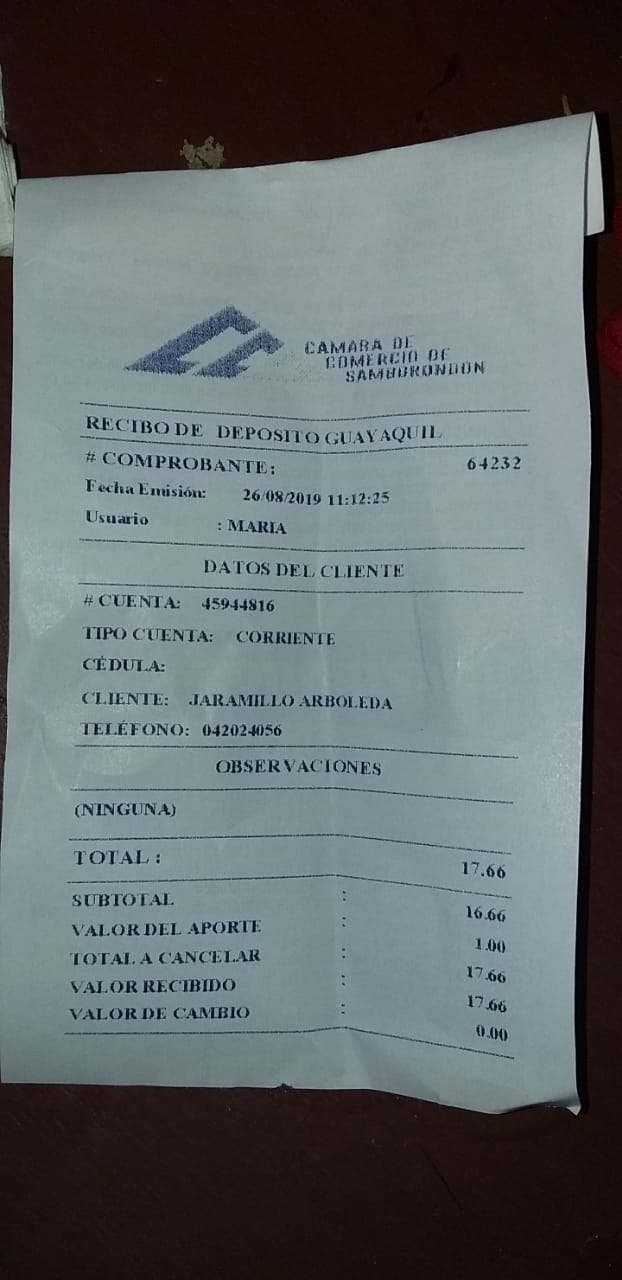 CAMARA DE
COMERCIO DE
SAMBORONDON
RECIBO DE DEPOSITO GUAYAQUIL
# COMPROBANTE: 64232
Fecha Emisión: 26/08/2019 11:12:25
Usuario : MARIA
DATOS DEL CLIENTE
# CUENTA: 45944816
TIPO CUENTA: CORRIENTE
CÉDULA:
CLIENTE: JARAMILLO ARBOLEDA
TELÉFONO: 042024056
OBSERVACIONES
(NINGUNA)
TOTAL : 17.66
SUBTOTAL : 16.66
VALOR DEL APORTE : 1.00
TOTAL A CANCELAR : 17.66
VALOR RECIBIDO : 17.66
VALOR DE CAMBIO : 0.00